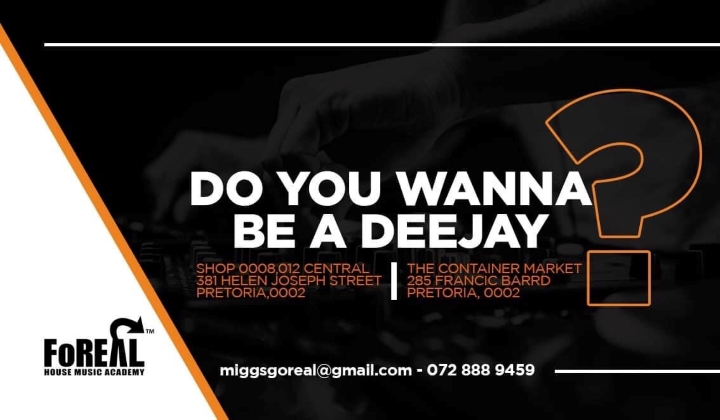 DO YOU WANNA
BE A DEEJAY
?
SHOP 0008,012 CENTRAL
381 HELEN JOSEPH STREET
PRETORIA,0002
THE CONTAINER MARKET
285 FRANCIC BARRD
PRETORIA, 0002
FoREAL TM
HOUSE MUSIC ACADEMY
miggsgoreal@gmail.com - 072 888 9459